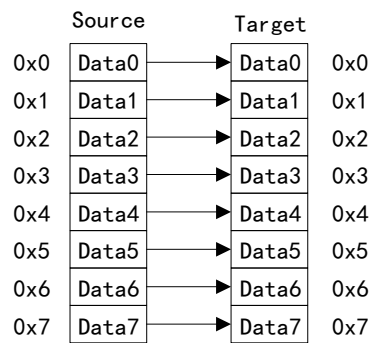 Source Target
0x0 Data0 Data0 0x0
0x1 Data1 Data1 0x1
0x2 Data2 Data2 0x2
0x3 Data3 Data3 0x3
0x4 Data4 Data4 0x4
0x5 Data5 Data5 0x5
0x6 Data6 Data6 0x6
0x7 Data7 Data7 0x7